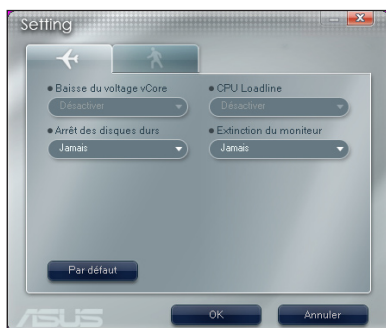 Setting
Baisse du voltage vCore
CPU Loadline
Désactiver
Désactiver
Arrêt des disques durs
Extinction du moniteur
Jamais
Jamais
Par défaut
ASUS
OK
Annuler